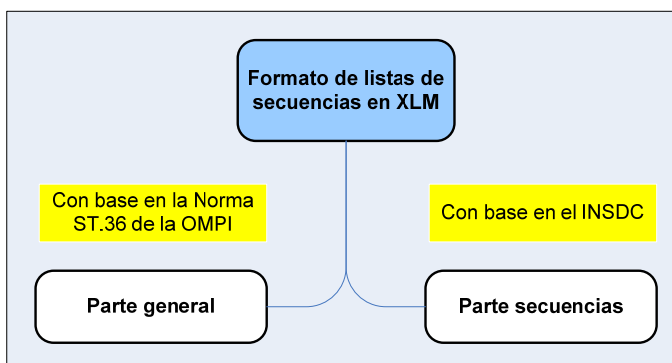 Formato de listas de
secuencias en XLM
Con base en la Norma
ST.36 de la OMPI
Con base en el INSDC
Parte general
Parte secuencias